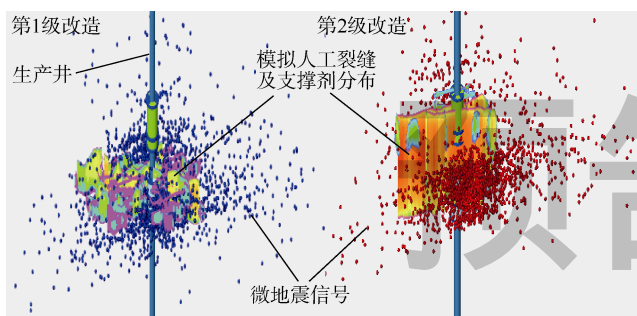 第1级改造
第2级改造
生产井
模拟人工裂缝
及支撑剂分布
微地震信号